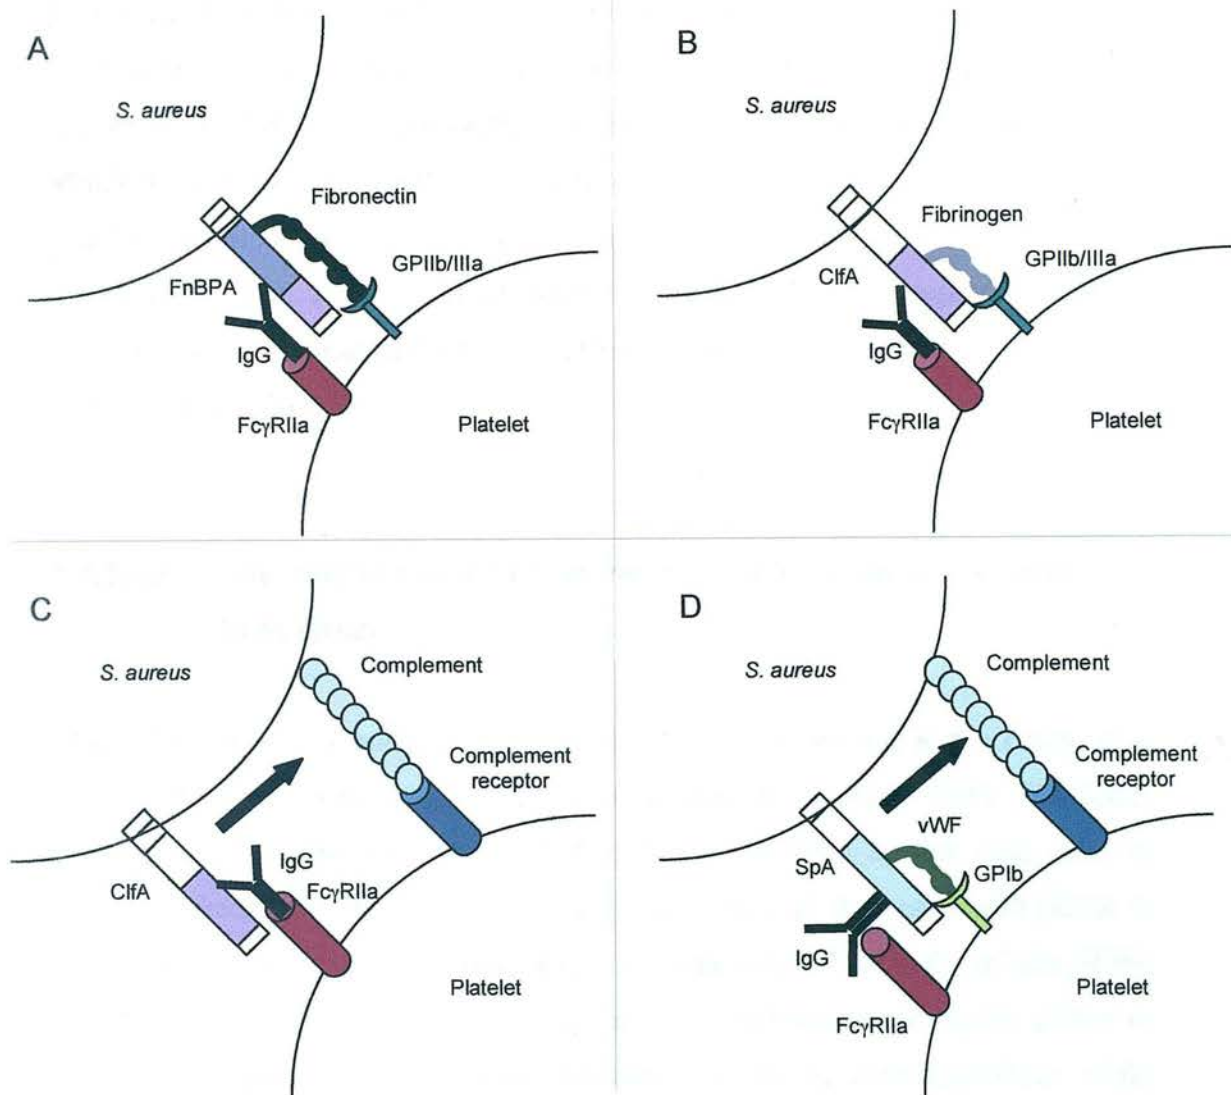 A
S. aureus
Fibronectin
GPIIb/IIIa
FnBPA
IgG
FcγRIIa
Platelet
B
S. aureus
Fibrinogen
GPIIb/IIIa
ClfA
IgG
FcγRIIa
Platelet
C
S. aureus
Complement
Complement
receptor
IgG
FcγRIIa
ClfA
Platelet
D
S. aureus
Complement
Complement
receptor
vWF
SpA
GPIb
IgG
Platelet
FcγRIIa